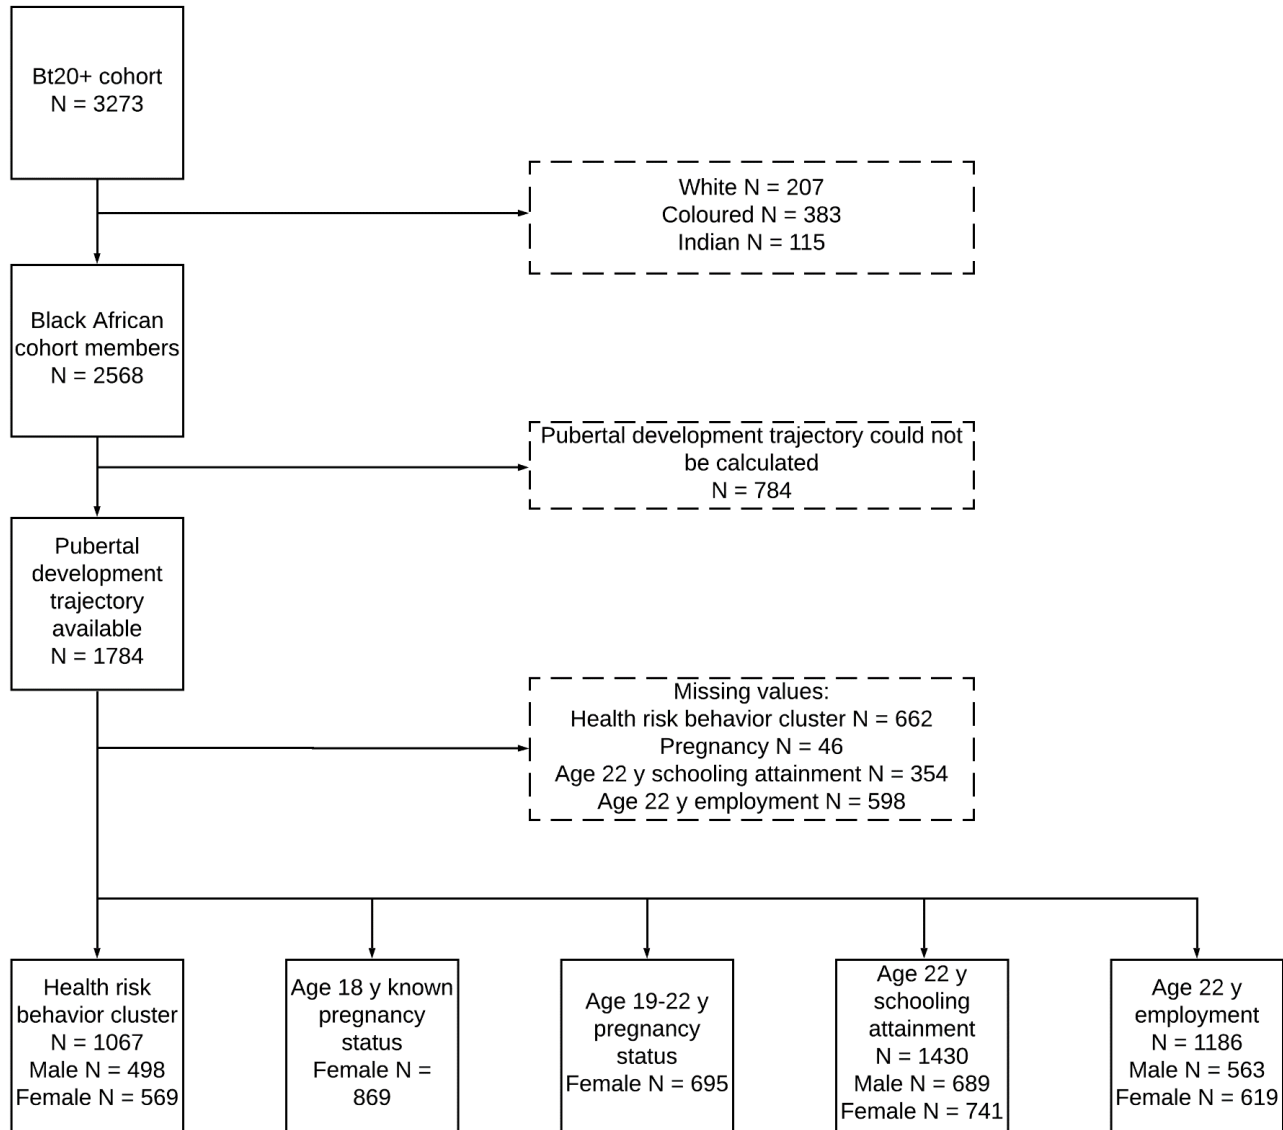 Bt20+ cohort
N = 3273
White N = 207
Coloured N = 383
Indian N = 115
Black African
cohort members
N = 2568
Pubertal development trajectory could not
be calculated
N = 784
Pubertal
development
trajectory
available
N = 1784
Missing values:
Health risk behavior cluster N = 662
Pregnancy N = 46
Age 22 y schooling attainment N = 354
Age 22 y employment N = 598
Health risk
behavior cluster
N = 1067
Male N = 498
Female N = 569
Age 18 y known
pregnancy
status
Female N =
869
Age 19-22 y
pregnancy
status
Female N = 695
Age 22 y
schooling
attainment
N = 1430
Male N = 689
Female N = 741
Age 22 y
employment
N = 1186
Male N = 563
Female N = 619